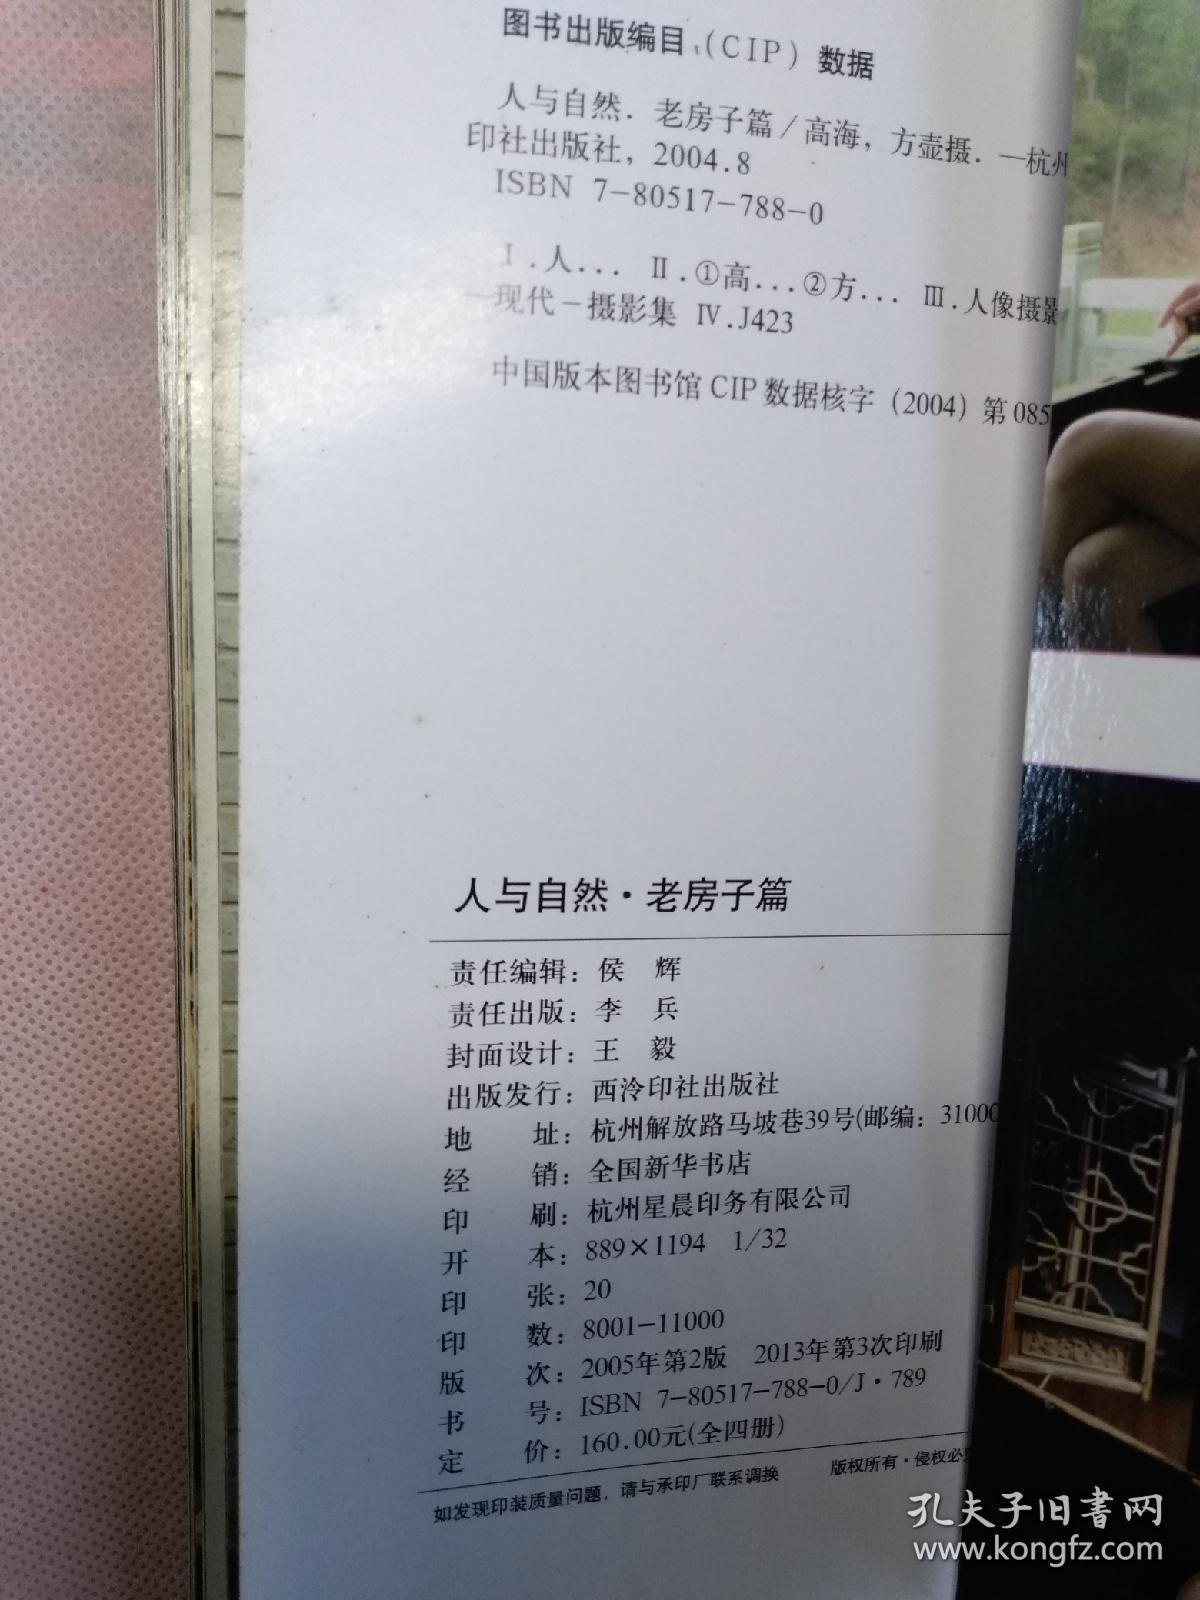 图书出版编目（CIP）数据
人与自然．老房子篇/高海，方壶摄．—杭州
印社出版社，2004.8
ISBN 7-80517-788-0
Ⅰ.人... Ⅱ.①高...②方... Ⅲ.人像摄影
—现代-摄影集 Ⅳ.J423
中国版本图书馆CIP数据核字（2004）第085
人与自然·老房子篇
责任编辑：侯 辉
责任出版：李 兵
封面设计：王 毅
出版发行：西泠印社出版社
地 址：杭州解放路马坡巷39号(邮编：31000
经 销：全国新华书店
印 刷：杭州星晨印务有限公司
开 本：889×1194 1/32
印 张：20
印 数：8001-11000
版 次：2005年第2版 2013年第3次印刷
书 号：ISBN 7-80517-788-0/J·789
定 价：160.00元(全四册)
如发现印装质量问题，请与承印厂联系调换 版权所有·侵权必
孔夫子旧书网
www.kongfz.com